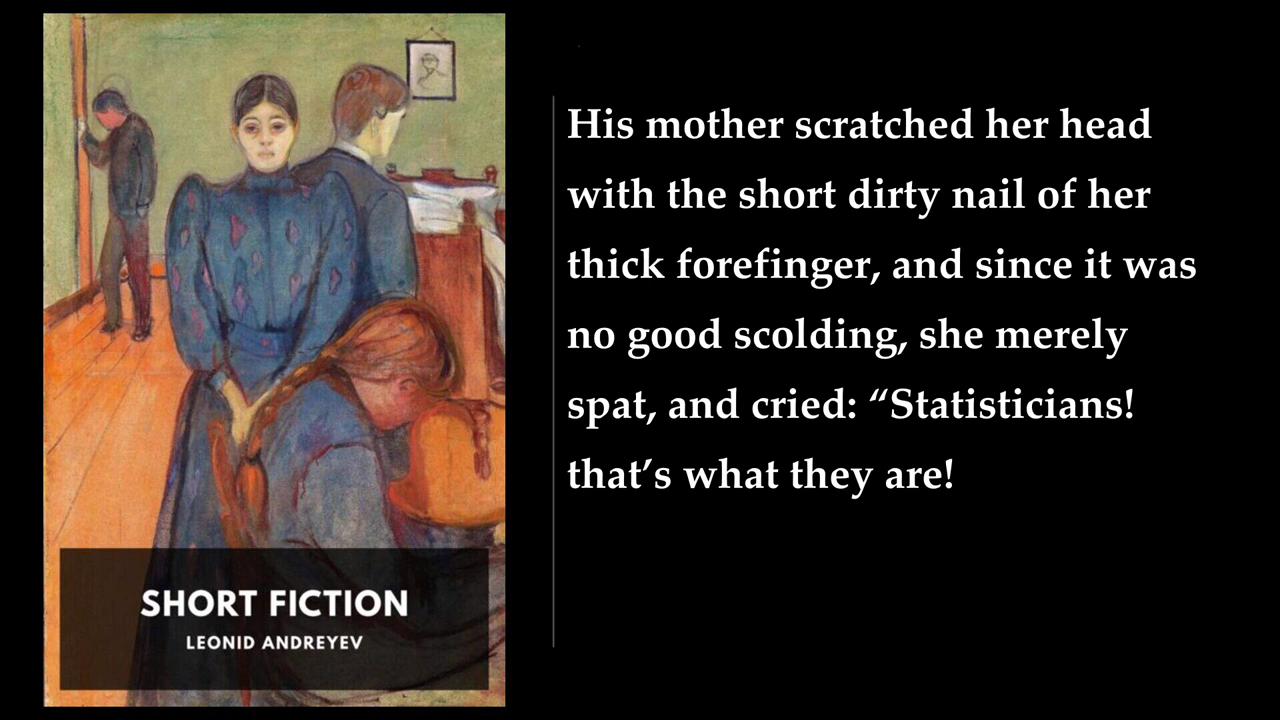 His mother scratched her head
with the short dirty nail of her
thick forefinger, and since it was
no good scolding, she merely
spat, and cried: “Statisticians!
that’s what they are!
SHORT FICTION
LEONID ANDREYEV